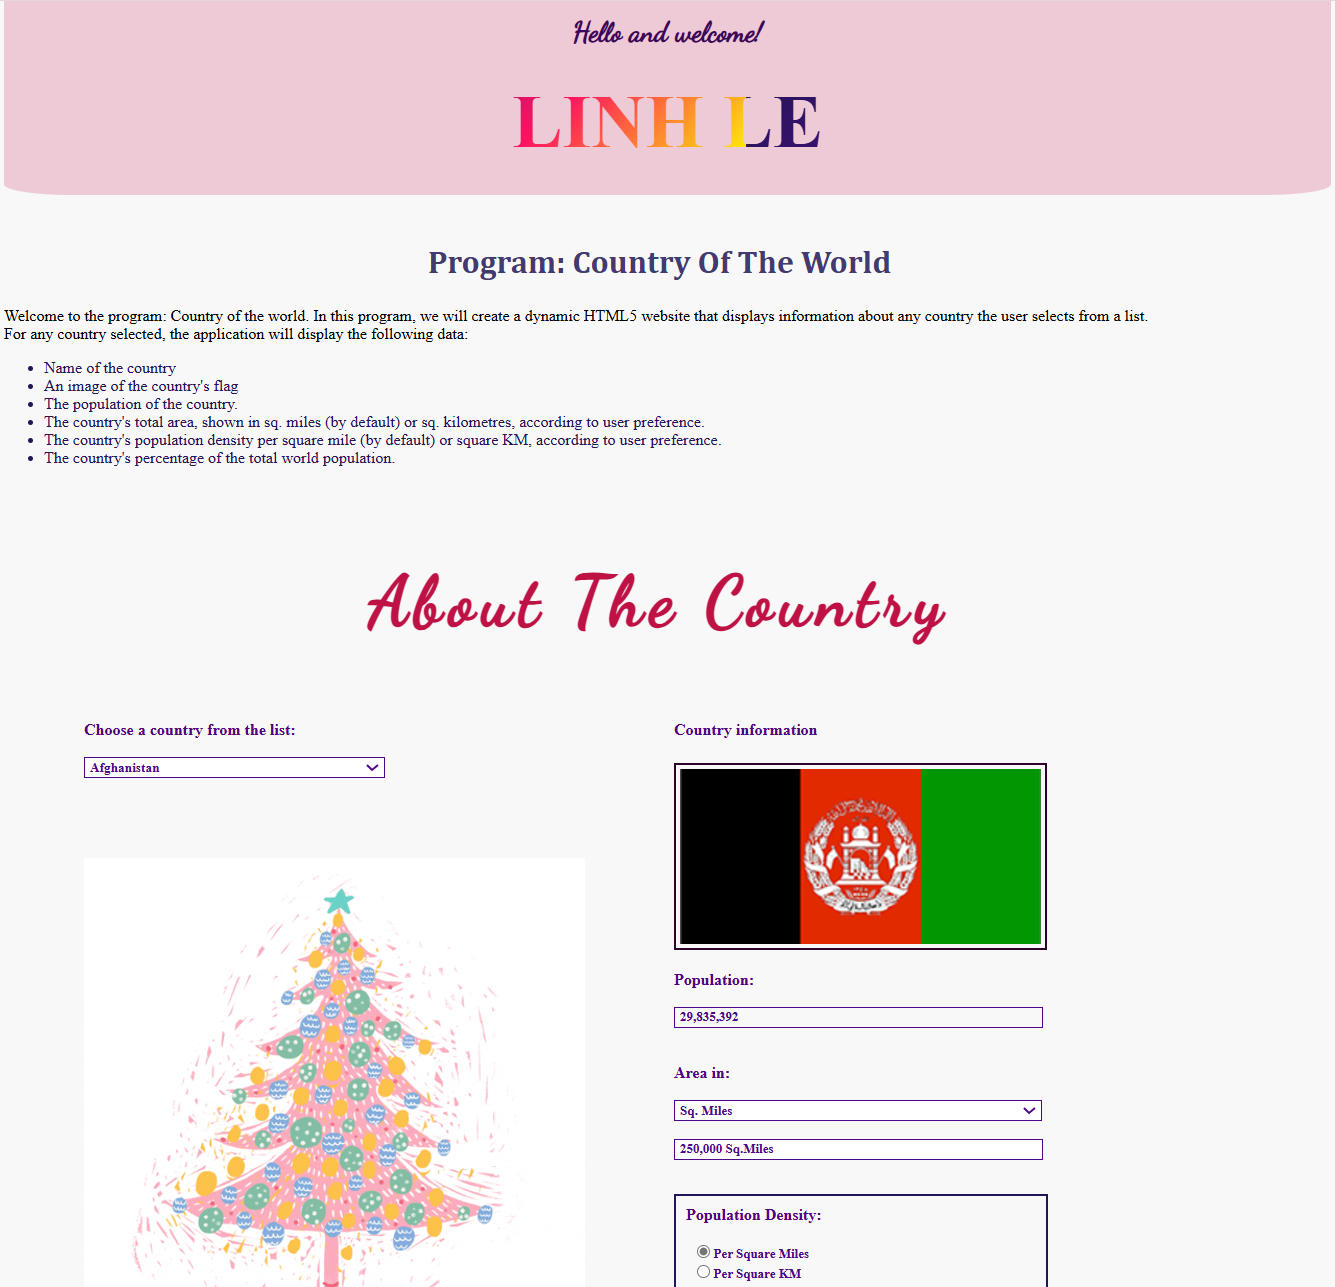 Hello and welcome!
LINH LE
Program: Country Of The World
Welcome to the program: Country of the world. In this program, we will create a dynamic HTML5 website that displays information about any country the user selects from a list.
For any country selected, the application will display the following data:
• Name of the country
• An image of the country's flag
• The population of the country.
• The country's total area, shown in sq. miles (by default) or sq. kilometres, according to user preference.
• The country's population density per square mile (by default) or square KM, according to user preference.
• The country's percentage of the total world population.
About The Country
Choose a country from the list:
Afghanistan
Country information
Population:
29,835,392
Area in:
Sq. Miles
250,000 Sq.Miles
Population Density:
Per Square Miles
Per Square KM